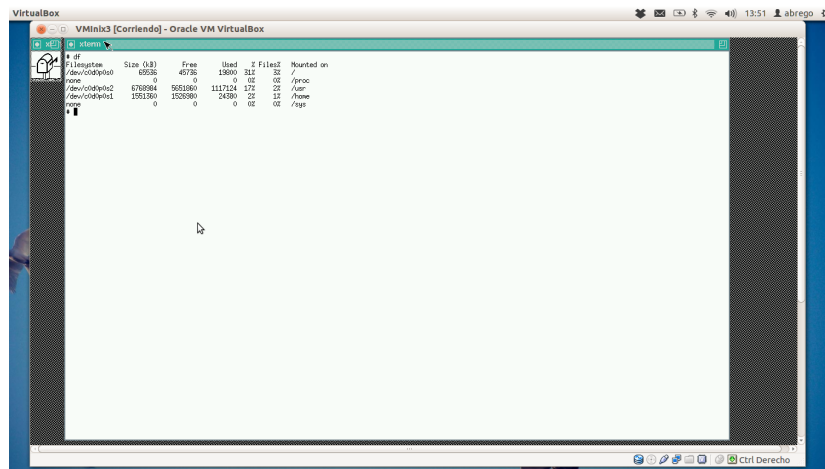 VirtualBox
13:51 abrego
VMinix3 [Corriendo] - Oracle VM VirtualBox
xterm
# df
Filesystem Size (kB) Free Used % Files% Mounted on
/dev/c0d0p0s0 65536 45736 19800 31% 3% /
none 0 0 0 0% 0% /proc
/dev/c0d0p0s2 6768984 5651860 1117124 17% 2% /usr
/dev/c0d0p0s1 1551360 1526980 24380 2% 1% /home
none 0 0 0 0% 0% /sys
#
Ctrl Derecho